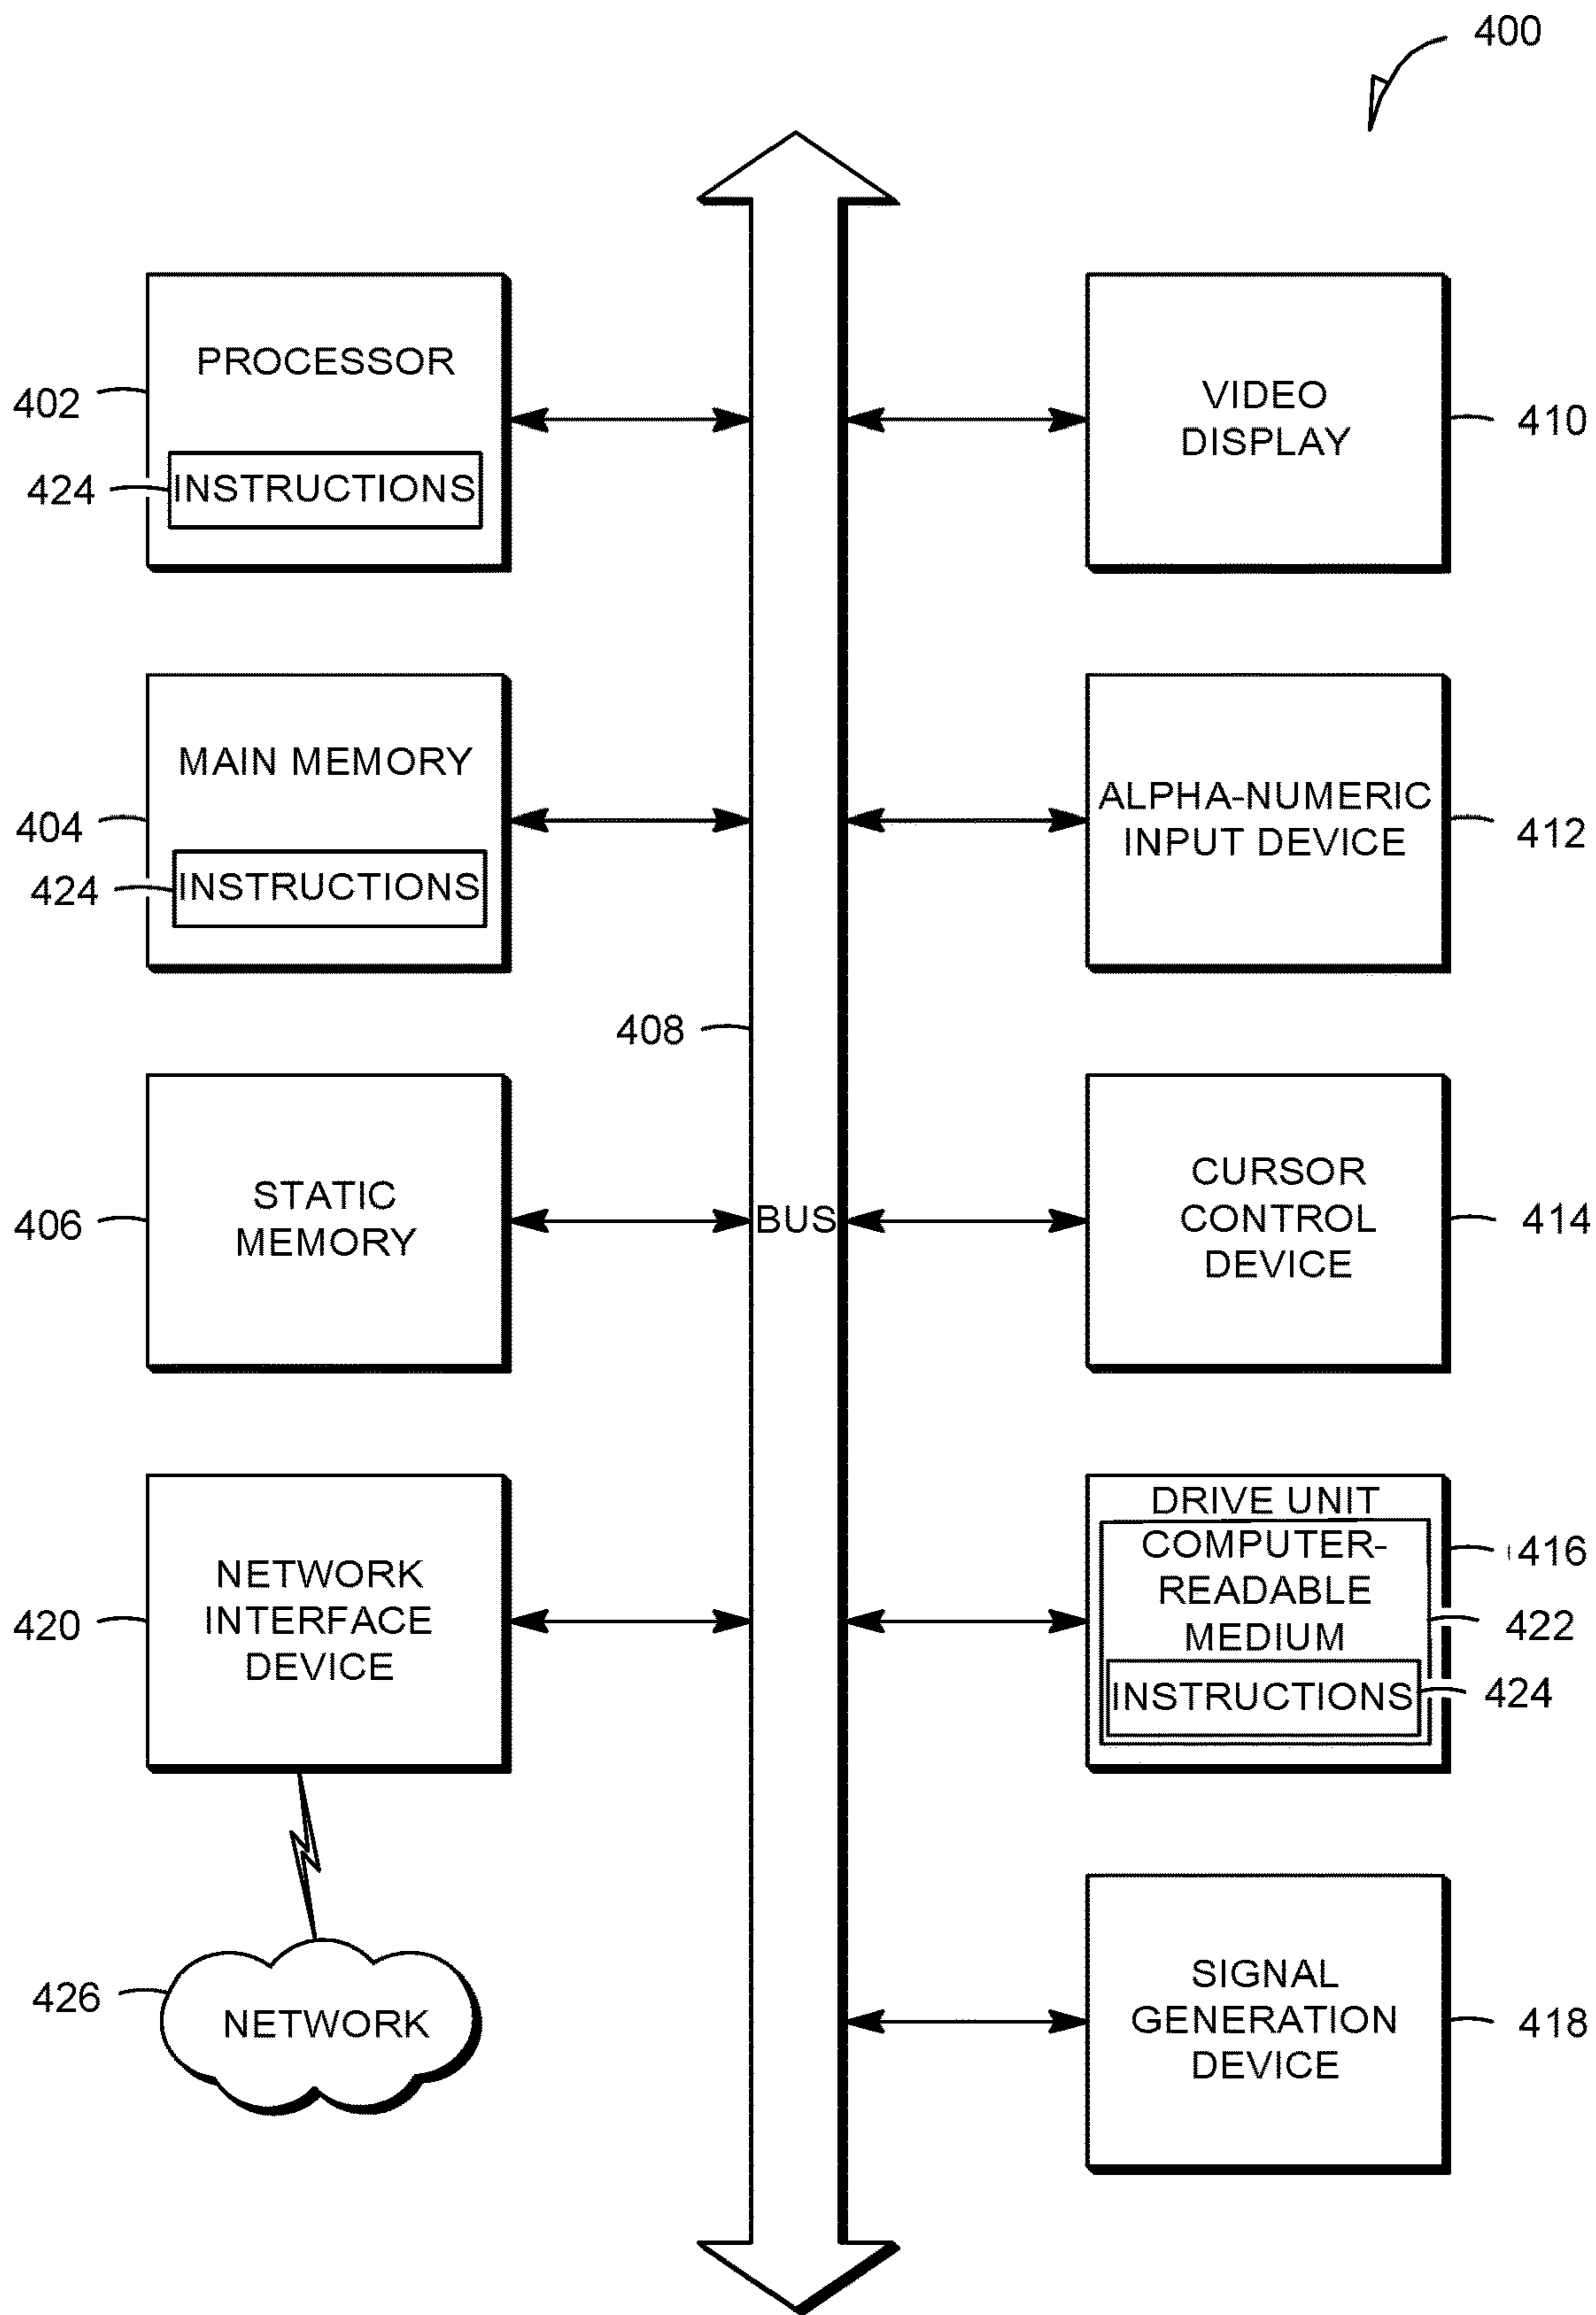 400
PROCESSOR
402
424
INSTRUCTIONS
MAIN MEMORY
404
424
INSTRUCTIONS
408
STATIC
MEMORY
406
BUS
NETWORK
INTERFACE
DEVICE
420
426
NETWORK
VIDEO
DISPLAY
410
ALPHA-NUMERIC
INPUT DEVICE
412
CURSOR
CONTROL
DEVICE
414
DRIVE UNIT
COMPUTER-
READABLE
MEDIUM
416
422
INSTRUCTIONS
424
SIGNAL
GENERATION
DEVICE
418